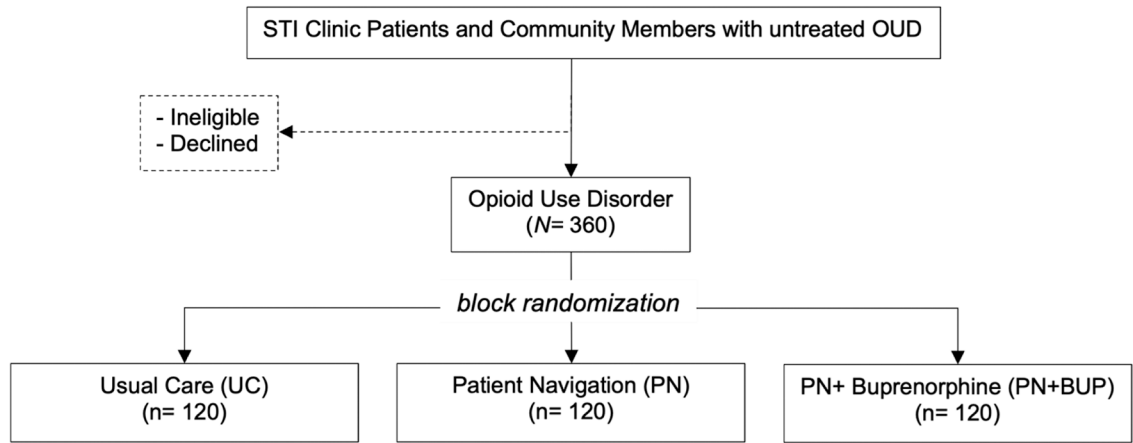 STI Clinic Patients and Community Members with untreated OUD
- Ineligible
- Declined
Opioid Use Disorder
(N= 360)
block randomization
Usual Care (UC)
(n= 120)
Patient Navigation (PN)
(n= 120)
PN+ Buprenorphine (PN+BUP)
(n= 120)